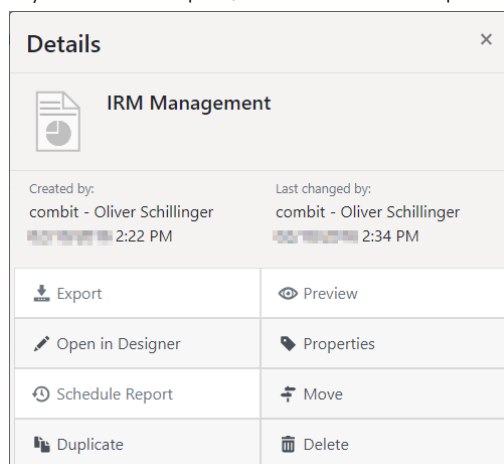 Details
×
IRM Management
Created by:
Last changed by:
combit - Oliver Schillinger
combit - Oliver Schillinger
2:22 PM
2:34 PM
Export
Preview
Open in Designer
Properties
Schedule Report
Move
Duplicate
Delete